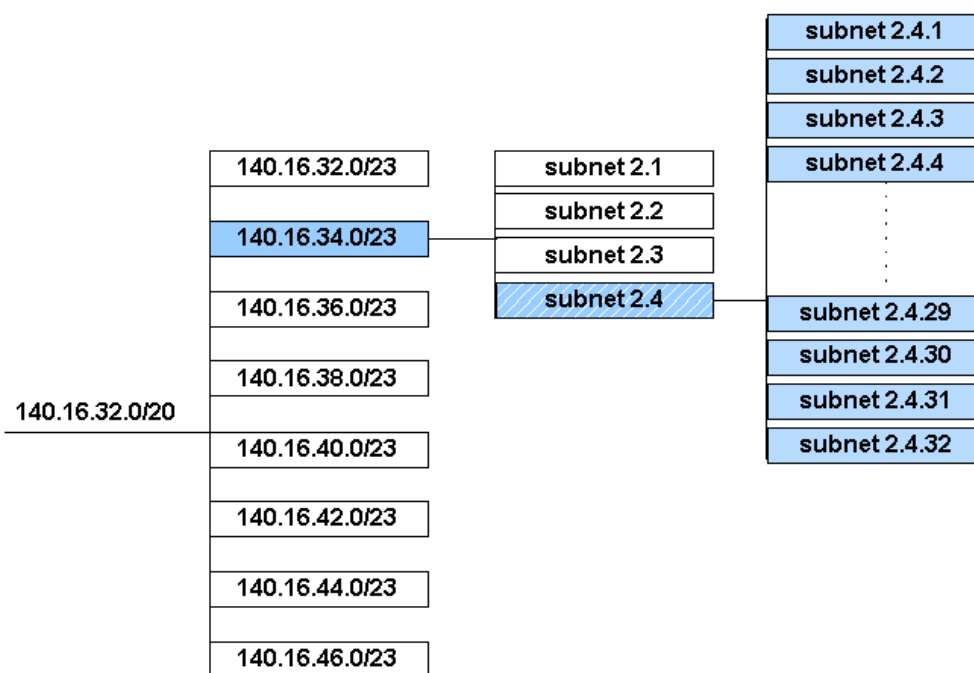 140.16.32.0/20
140.16.32.0/23
140.16.34.0/23
140.16.36.0/23
140.16.38.0/23
140.16.40.0/23
140.16.42.0/23
140.16.44.0/23
140.16.46.0/23
subnet 2.1
subnet 2.2
subnet 2.3
subnet 2.4
subnet 2.4.1
subnet 2.4.2
subnet 2.4.3
subnet 2.4.4
subnet 2.4.29
subnet 2.4.30
subnet 2.4.31
subnet 2.4.32